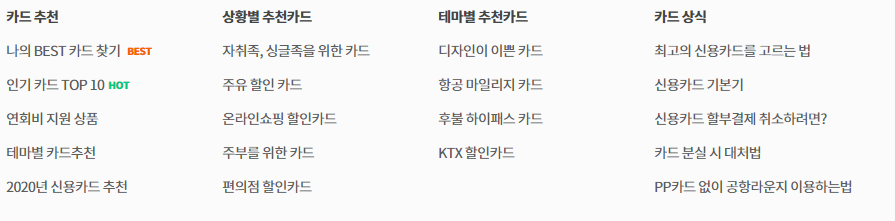 카드 추천
나의 BEST 카드 찾기 BEST
인기 카드 TOP 10 HOT
연회비 지원 상품
테마별 카드추천
2020년 신용카드 추천
상황별 추천카드
자취족, 싱글족을 위한 카드
주유 할인 카드
온라인쇼핑 할인카드
주부를 위한 카드
편의점 할인카드
테마별 추천카드
디자인이 이쁜 카드
항공 마일리지 카드
후불 하이패스 카드
KTX 할인카드
카드 상식
최고의 신용카드를 고르는 법
신용카드 기본기
신용카드 할부결제 취소하려면?
카드 분실 시 대처법
PP카드 없이 공항라운지 이용하는법